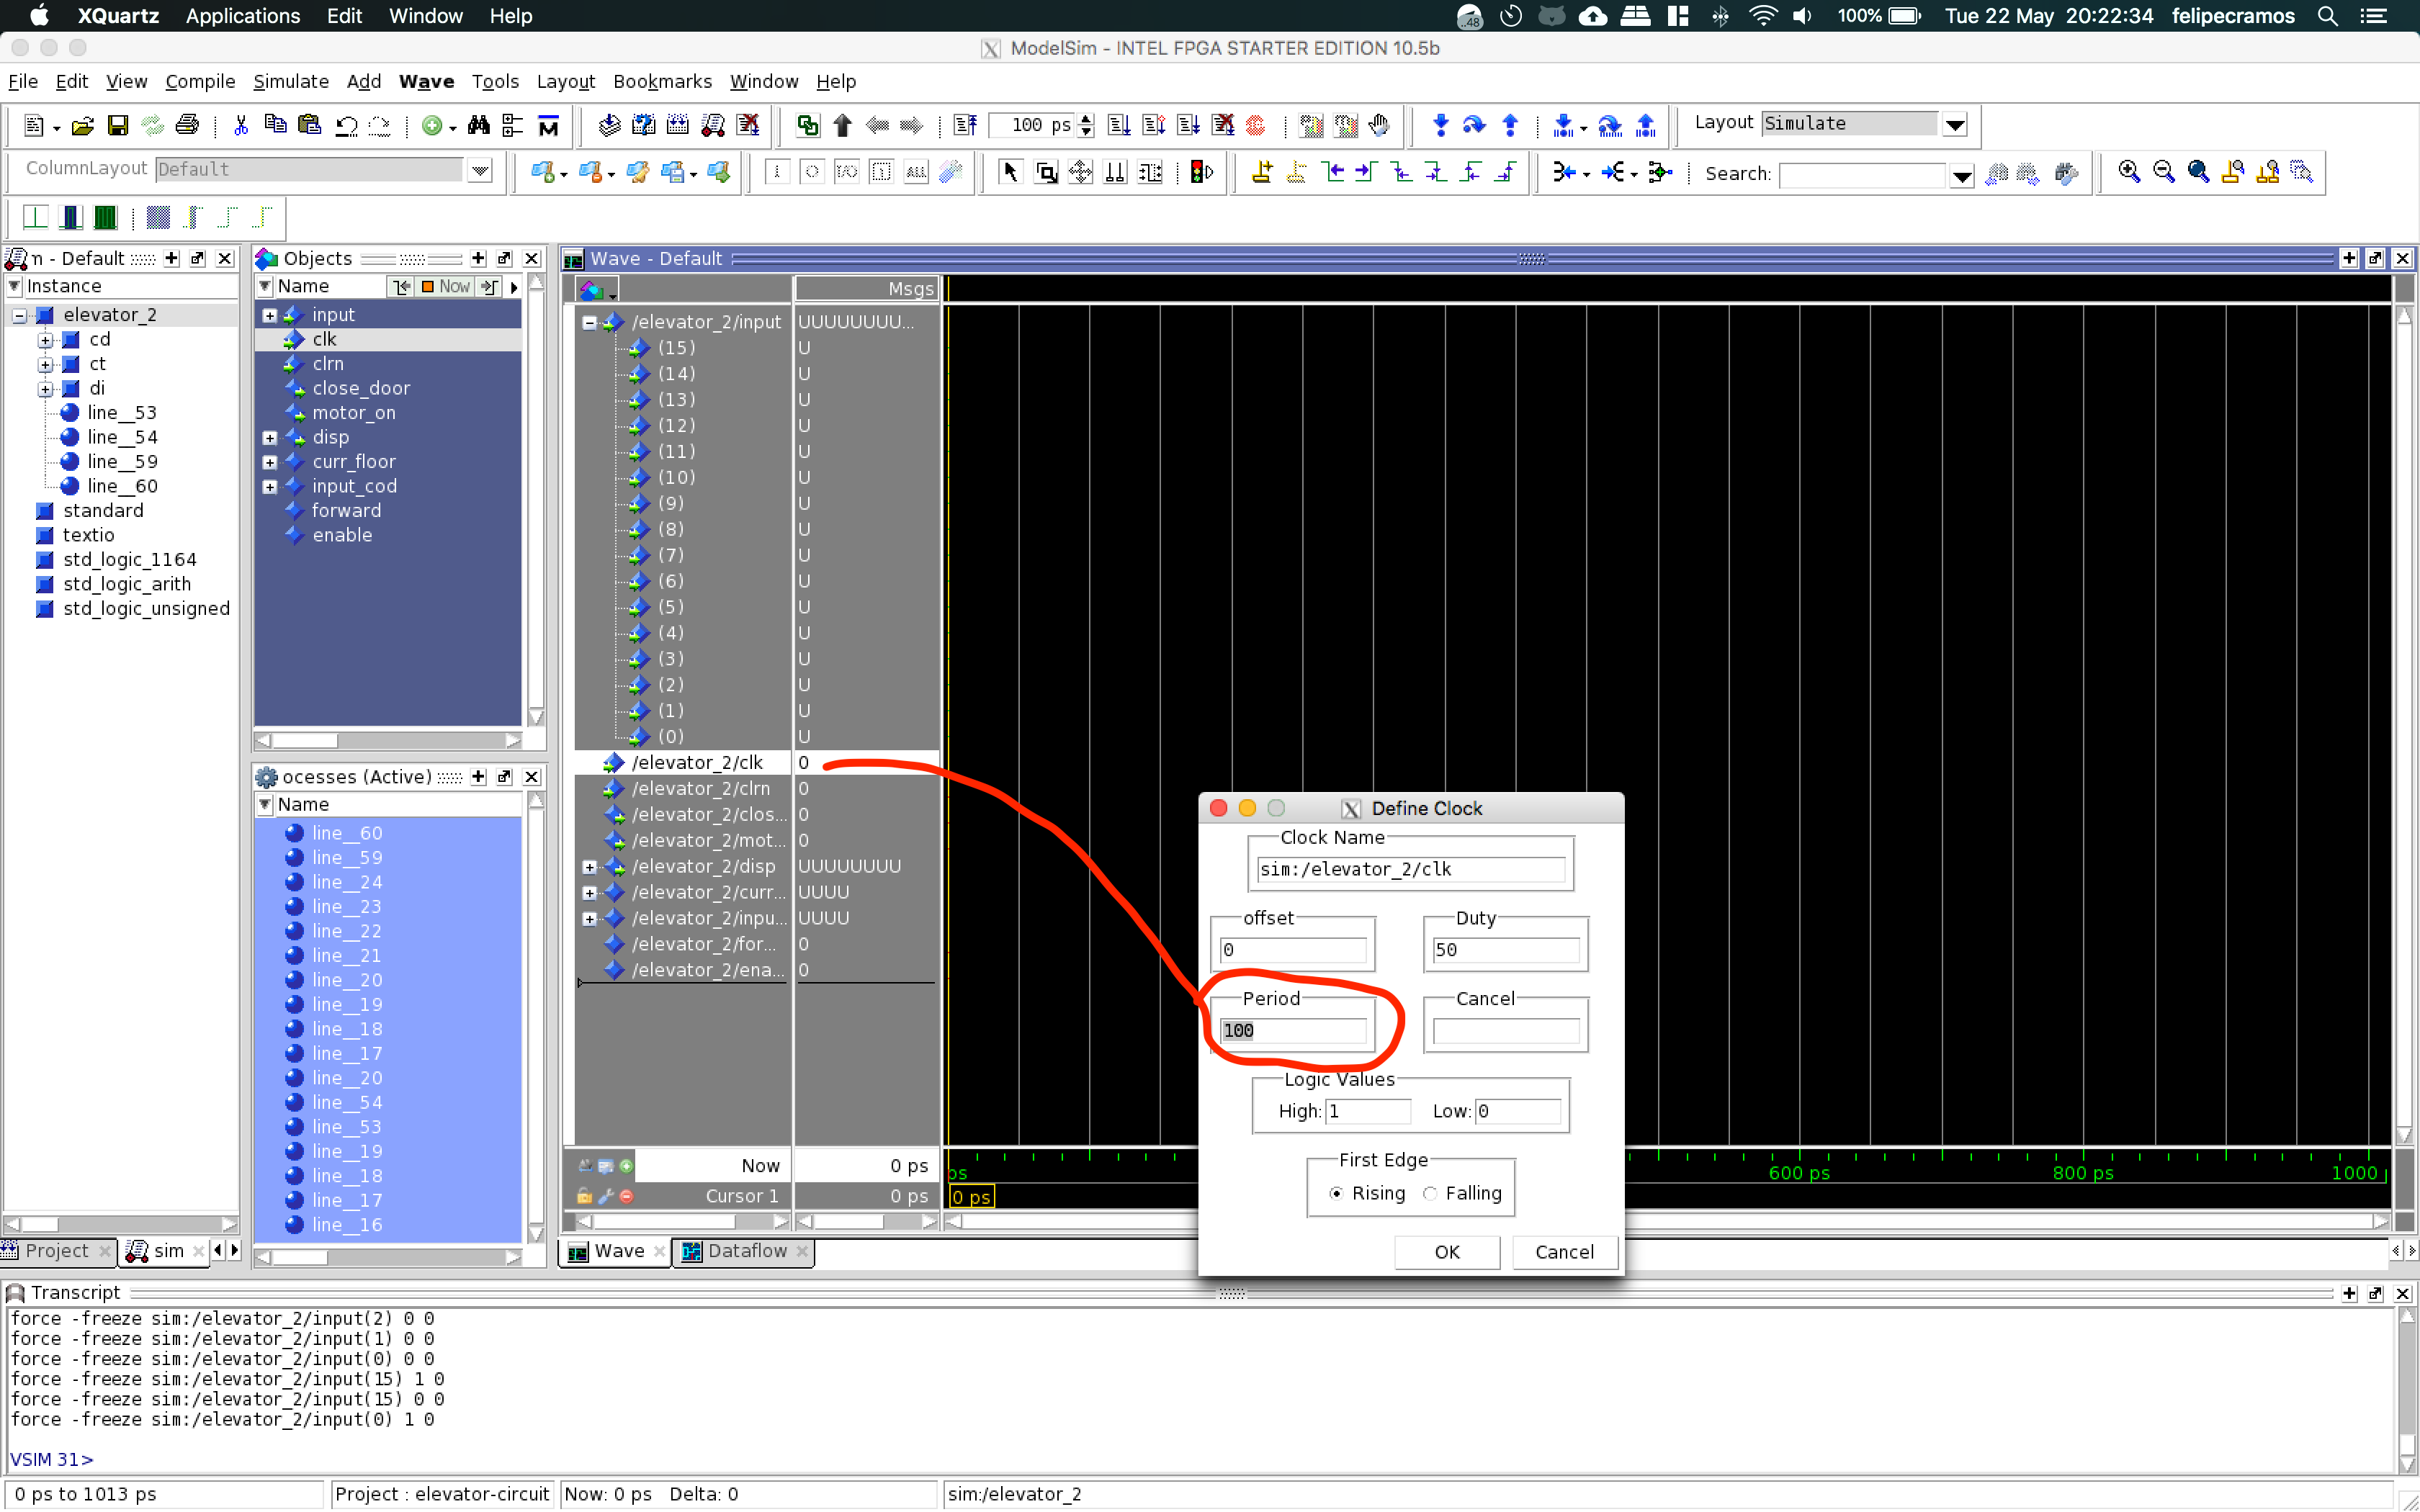 XQuartz Applications Edit Window Help
48 100% Tue 22 May 20:22:34 felipecramos
ModelSim - INTEL FPGA STARTER EDITION 10.5b
File Edit View Compile Simulate Add Wave Tools Layout Bookmarks Window Help
100 ps Layout Simulate
ColumnLayout Default ALL Search:
n - Default
Instance
elevator_2
cd
ct
di
line__53
line__54
line__59
line__60
standard
textio
std_logic_1164
std_logic_arith
std_logic_unsigned
Project
sim
Objects
Name Now
input
clk
clrn
close_door
motor_on
disp
curr_floor
input_cod
forward
enable
ocesses (Active)
Name
line__60
line__59
line__24
line__23
line__22
line__21
line__20
line__19
line__18
line__17
line__20
line__54
line__53
line__19
line__18
line__17
line__16
Wave - Default
Msgs
/elevator_2/input UUUUUUUU...
(15) U
(14) U
(13) U
(12) U
(11) U
(10) U
(9) U
(8) U
(7) U
(6) U
(5) U
(4) U
(3) U
(2) U
(1) U
(0) U
/elevator_2/clk 0
/elevator_2/clrn 0
/elevator_2/clos... 0
/elevator_2/mot... 0
/elevator_2/disp UUUUUUUU
/elevator_2/curr... UUUU
/elevator_2/inpu... UUUU
/elevator_2/for... 0
/elevator_2/ena... 0
Now 0 ps ps 600 ps 800 ps 1000
Cursor 1 0 ps 0 ps
Wave Dataflow
Define Clock
Clock Name
sim:/elevator_2/clk
offset Duty
0 50
Period Cancel
100
Logic Values
High: 1 Low: 0
First Edge
Rising Falling
OK Cancel
Transcript
force -freeze sim:/elevator_2/input(2) 0 0
force -freeze sim:/elevator_2/input(1) 0 0
force -freeze sim:/elevator_2/input(0) 0 0
force -freeze sim:/elevator_2/input(15) 1 0
force -freeze sim:/elevator_2/input(15) 0 0
force -freeze sim:/elevator_2/input(0) 1 0
VSIM 31>
0 ps to 1013 ps Project : elevator-circuit Now: 0 ps Delta: 0 sim:/elevator_2